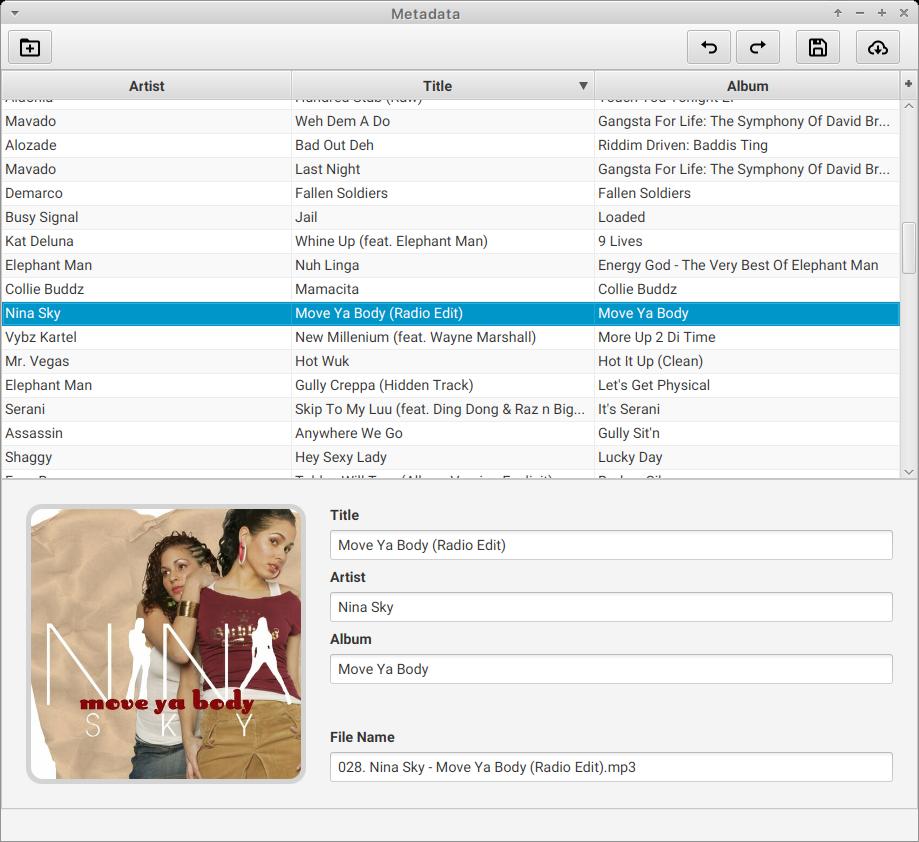 Metadata
Artist Title Album
Mavado Weh Dem A Do Gangsta For Life: The Symphony Of David Br...
Alozade Bad Out Deh Riddim Driven: Baddis Ting
Mavado Last Night Gangsta For Life: The Symphony Of David Br...
Demarco Fallen Soldiers Fallen Soldiers
Busy Signal Jail Loaded
Kat Deluna Whine Up (feat. Elephant Man) 9 Lives
Elephant Man Nuh Linga Energy God - The Very Best Of Elephant Man
Collie Buddz Mamacita Collie Buddz
Nina Sky Move Ya Body (Radio Edit) Move Ya Body
Vybz Kartel New Millenium (feat. Wayne Marshall) More Up 2 Di Time
Mr. Vegas Hot Wuk Hot It Up (Clean)
Elephant Man Gully Creppa (Hidden Track) Let's Get Physical
Serani Skip To My Luu (feat. Ding Dong & Raz n Big... It's Serani
Assassin Anywhere We Go Gully Sit'n
Shaggy Hey Sexy Lady Lucky Day
NINA
move ya body
SKY
Title
Move Ya Body (Radio Edit)
Artist
Nina Sky
Album
Move Ya Body
File Name
028. Nina Sky - Move Ya Body (Radio Edit).mp3